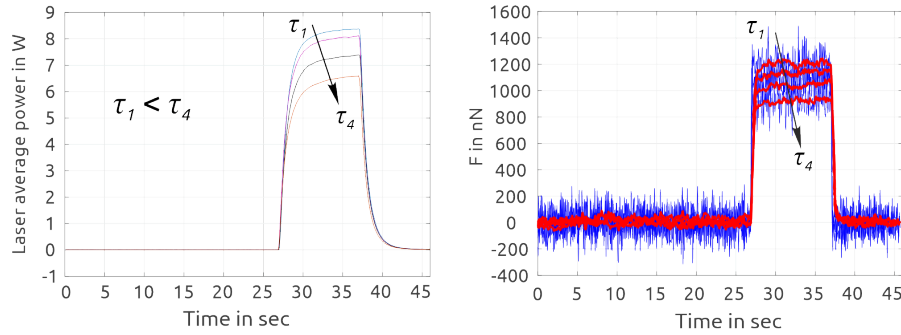 Laser average power in W
9
8
7
6
5
4
3
2
1
0
-1
τ1
τ1 < τ4
τ4
0 5 10 15 20 25 30 35 40 45
Time in sec
F in nN
1600
1400
1200
1000
800
600
400
200
0
-200
-400
τ1
τ4
0 5 10 15 20 25 30 35 40 45
Time in sec